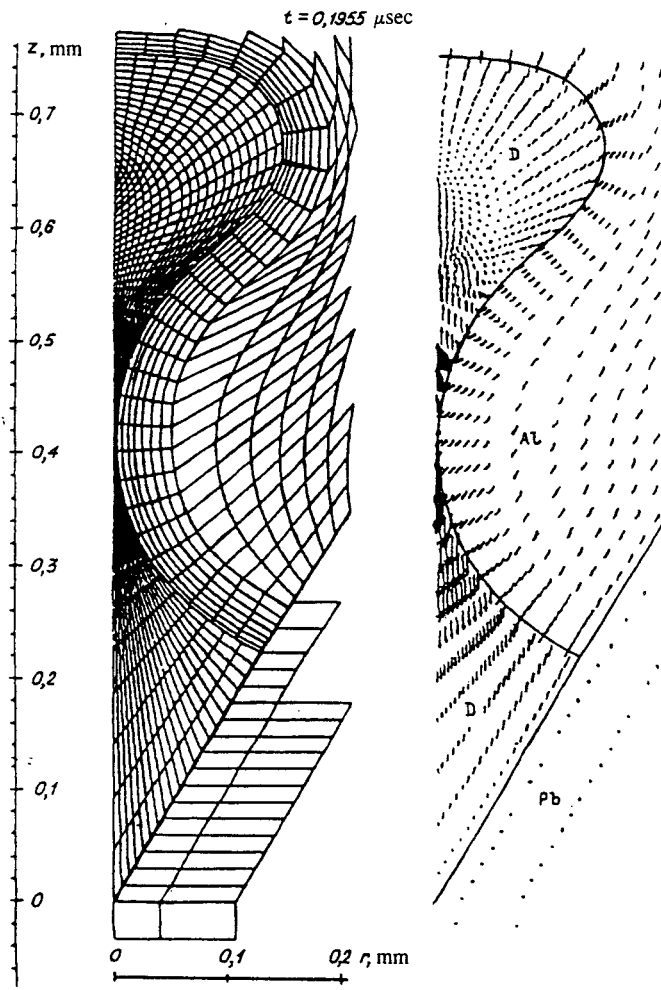 t = 0,1955 μsec
z, mm
0,7
0,6
0,5
0,4
0,3
0,2
0,1
0
0
0,1
0,2
r, mm
D
Al
D
Pb